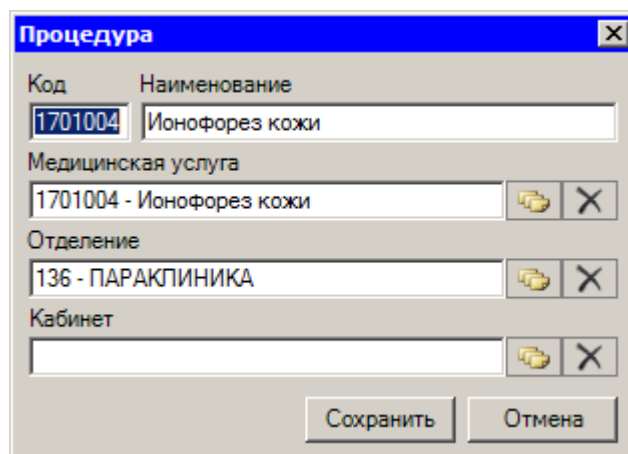 Процедура
Код Наименование
1701004 Ионофорез кожи
Медицинская услуга
1701004 - Ионофорез кожи
Отделение
136 - ПАРАКЛИНИКА
Кабинет
Сохранить Отмена